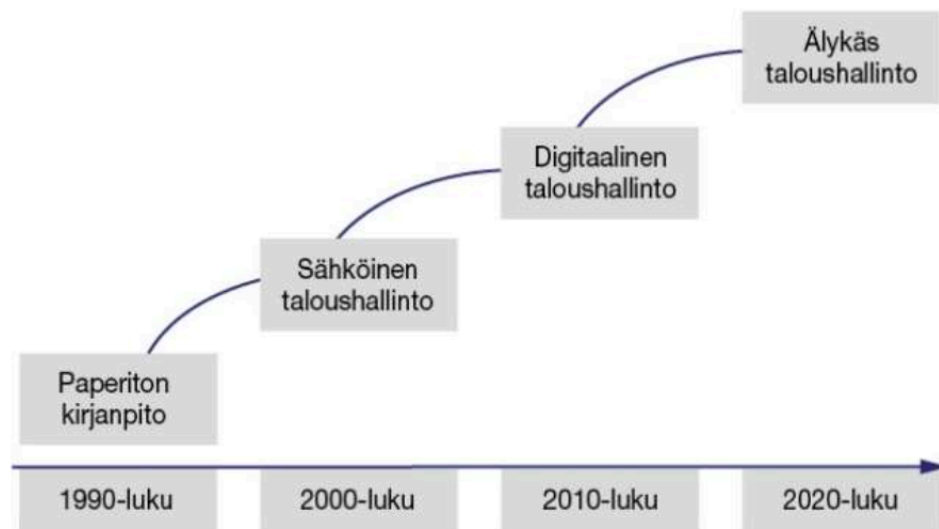 Älykäs
taloushallinto
Digitaalinen
taloushallinto
Sähköinen
taloushallinto
Paperiton
kirjanpito
1990-luku
2000-luku
2010-luku
2020-luku